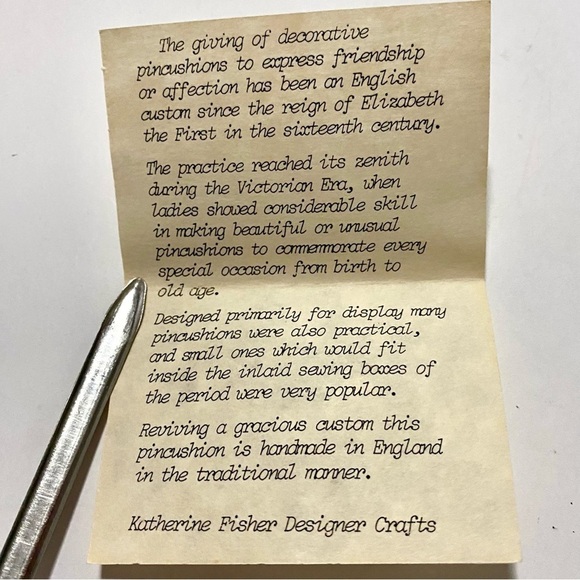 The giving of decorative
pincushions to express friendship
or affection has been an English
custom since the reign of Elizabeth
the First in the sixteenth century.
The practice reached its zenith
during the Victorian Era, when
ladies showed considerable skill
in making beautiful or unusual
pincushions to commemorate every
special occasion from birth to
old age.
Designed primarily for display many
pincushions were also practical,
and small ones which would fit
inside the inlaid sewing boxes of
the period were very popular.
Reviving a gracious custom this
pincushion is handmade in England
in the traditional manner.
Katherine Fisher Designer Crafts